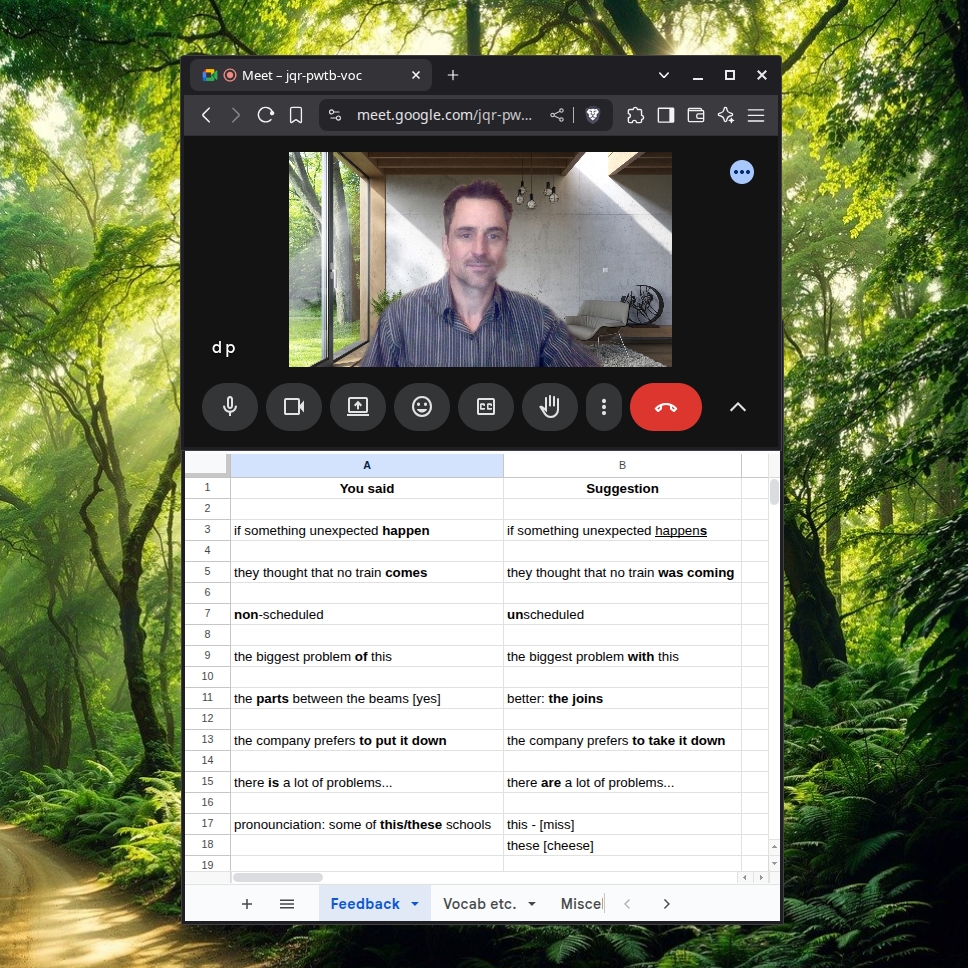 Meet – jqr-pwtb-voc
meet.google.com/jqr-pw...
d p
CC
A B
1 You said Suggestion
2
3 if something unexpected happen if something unexpected happens
4
5 they thought that no train comes they thought that no train was coming
6
7 non-scheduled unscheduled
8
9 the biggest problem of this the biggest problem with this
10
11 the parts between the beams [yes] better: the joins
12
13 the company prefers to put it down the company prefers to take it down
14
15 there is a lot of problems... there are a lot of problems...
16
17 pronounciation: some of this/these schools this - [miss]
18 these [cheese]
19
Feedback Vocab etc. Miscel